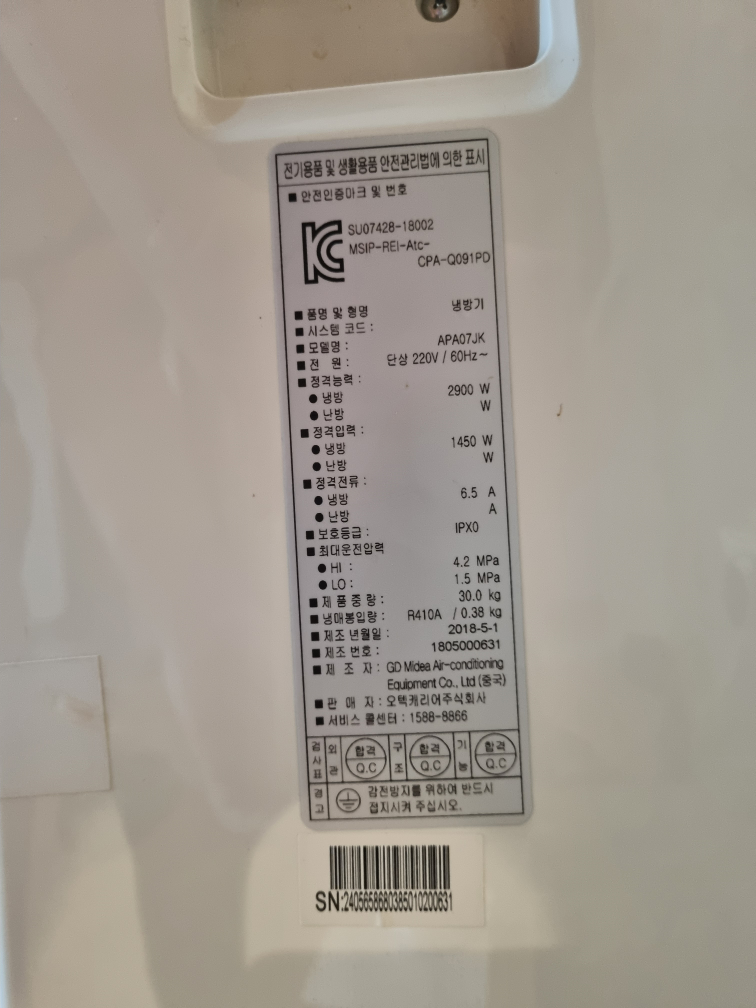 전기용품 및 생활용품 안전관리법에 의한 표시
■ 안전인증마크 및 번호
SU07428-18002
MSIP-REI-Atc-
CPA-Q091PD
■ 품명 및 형명 냉방기
■ 시스템 코드 :
■ 모델명 : APA07JK
■ 전 원 : 단상 220V / 60Hz~
■ 정격능력 :
● 냉방 2900 W
● 난방 W
■ 정격입력 :
● 냉방 1450 W
● 난방 W
■ 정격전류 :
● 냉방 6.5 A
● 난방 A
■ 보호등급 : IPX0
■ 최대운전압력
● HI : 4.2 MPa
● LO : 1.5 MPa
■ 제 품 중 량 : 30.0 kg
■ 냉매봉입량 : R410A / 0.38 kg
■ 제조 년월일 : 2018-5-1
■ 제조 번호 : 1805000631
■ 제 조 자 : GD Midea Air-conditioning
Equipment Co., Ltd (중국)
■ 판 매 자 : 오텍캐리어주식회사
■ 서비스 콜센터 : 1588-8866
검사표 외관 합격 Q.C 구조 합격 Q.C 기능 합격 Q.C
경고 감전방지를 위하여 반드시
접지시켜 주십시오.
SN:2405658680385010200631